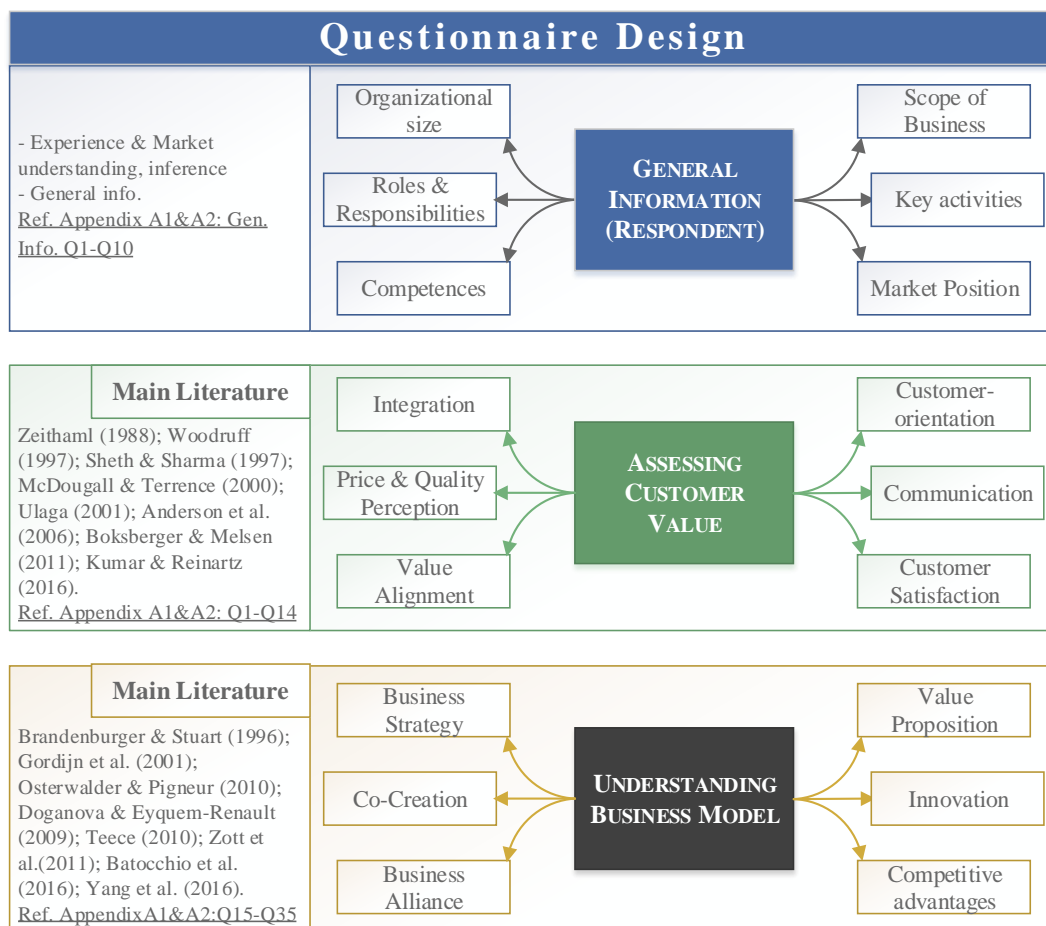 Questionnaire Design
- Experience & Market
understanding, inference
- General info.
Ref. Appendix A1&A2: Gen.
Info. Q1-Q10
Organizational
size
Roles &
Responsibilities
Competences
GENERAL
INFORMATION
(RESPONDENT)
Scope of
Business
Key activities
Market Position
Main Literature
Zeithaml (1988); Woodruff
(1997); Sheth & Sharma (1997);
McDougall & Terrence (2000);
Ulaga (2001); Anderson et al.
(2006); Boksberger & Melsen
(2011); Kumar & Reinartz
(2016).
Ref. Appendix A1&A2: Q1-Q14
Integration
Price & Quality
Perception
Value
Alignment
ASSESSING
CUSTOMER
VALUE
Customer-
orientation
Communication
Customer
Satisfaction
Main Literature
Brandenburger & Stuart (1996);
Gordijn et al. (2001);
Osterwalder & Pigneur (2010);
Doganova & Eyquem-Renault
(2009); Teece (2010); Zott et
al.(2011); Batocchio et al.
(2016); Yang et al. (2016).
Ref. AppendixA1&A2:Q15-Q35
Business
Strategy
Co-Creation
Business
Alliance
UNDERSTANDING
BUSINESS MODEL
Value
Proposition
Innovation
Competitive
advantages